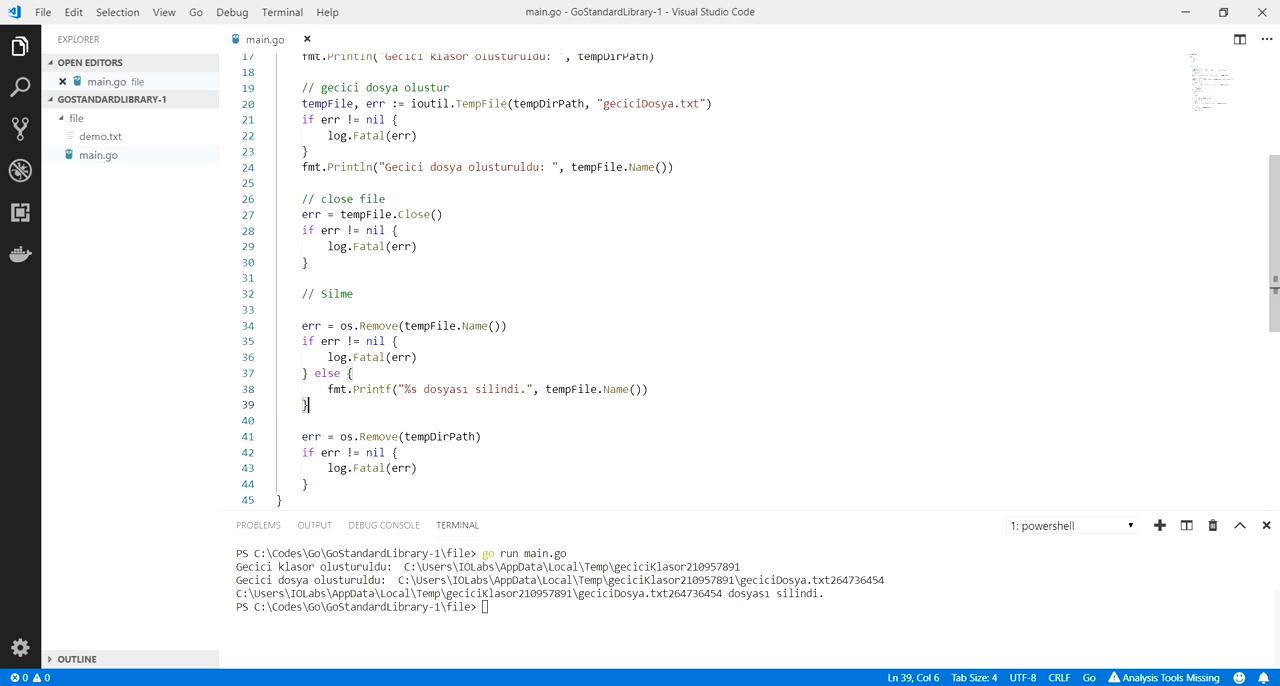 File Edit Selection View Go Debug Terminal Help main.go - GoStandardLibrary-1 - Visual Studio Code
EXPLORER
OPEN EDITORS
main.go file
GOSTANDARDLIBRARY-1
file
demo.txt
main.go
OUTLINE
main.go
17 fmt.Println("Gecici klasor olusturuldu: ", tempDirPath)
18
19 // gecici dosya olustur
20 tempFile, err := ioutil.TempFile(tempDirPath, "geciciDosya.txt")
21 if err != nil {
22 log.Fatal(err)
23 }
24 fmt.Println("Gecici dosya olusturuldu: ", tempFile.Name())
25
26 // close file
27 err = tempFile.Close()
28 if err != nil {
29 log.Fatal(err)
30 }
31
32 // Silme
33
34 err = os.Remove(tempFile.Name())
35 if err != nil {
36 log.Fatal(err)
37 } else {
38 fmt.Printf("%s dosyası silindi.", tempFile.Name())
39 }
40
41 err = os.Remove(tempDirPath)
42 if err != nil {
43 log.Fatal(err)
44 }
45 }
PROBLEMS OUTPUT DEBUG CONSOLE TERMINAL 1: powershell
PS C:\Codes\Go\GoStandardLibrary-1\file> go run main.go
Gecici klasor olusturuldu:  C:\Users\IOLabs\AppData\Local\Temp\geciciKlasor210957891
Gecici dosya olusturuldu:  C:\Users\IOLabs\AppData\Local\Temp\geciciKlasor210957891\geciciDosya.txt264736454
C:\Users\IOLabs\AppData\Local\Temp\geciciKlasor210957891\geciciDosya.txt264736454 dosyası silindi.
PS C:\Codes\Go\GoStandardLibrary-1\file>
0 0 Ln 39, Col 6 Tab Size: 4 UTF-8 CRLF Go Analysis Tools Missing